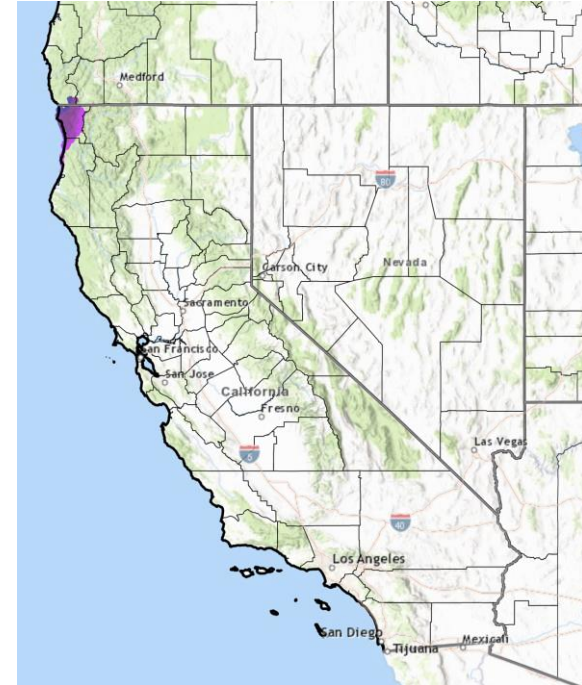 Medford
80
Carson City
Nevada
Sacramento
San Francisco
San Jose
California
Fresno
Las Vegas
5
40
Los Angeles
San Diego
Mexicali
Tijuana